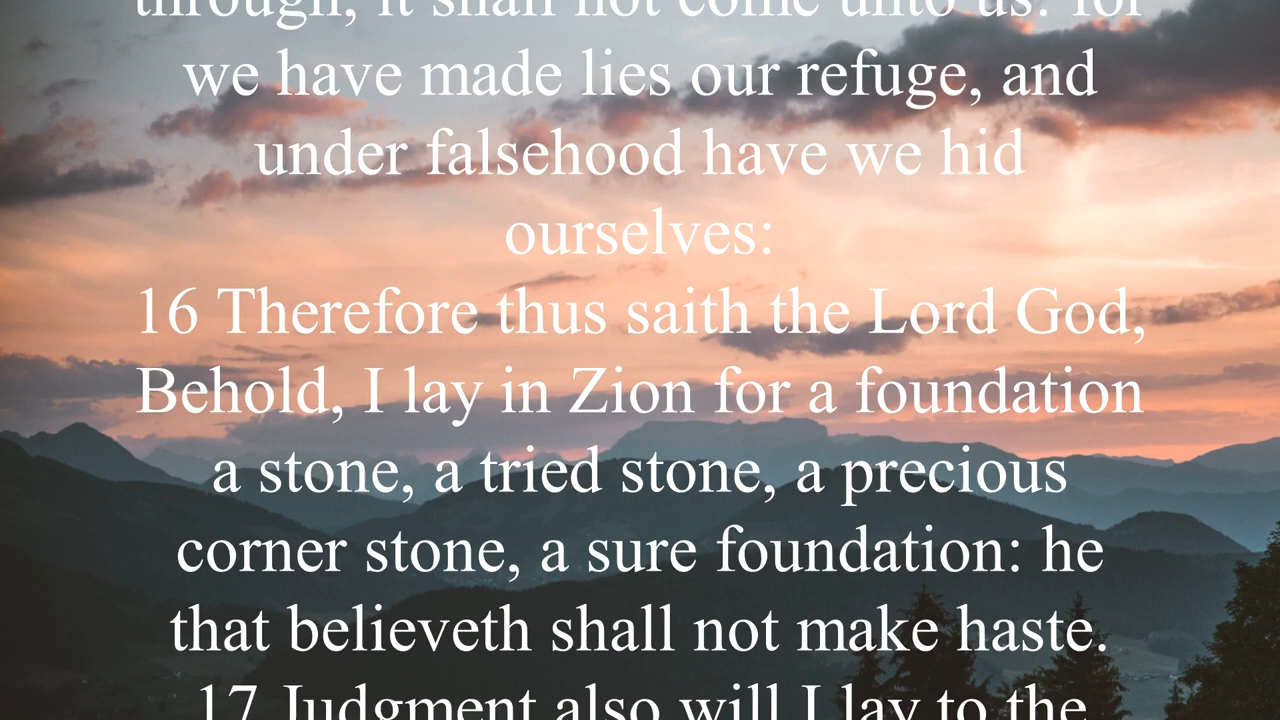 through, it shall not come unto us: for
we have made lies our refuge, and
under falsehood have we hid
ourselves:
16 Therefore thus saith the Lord God,
Behold, I lay in Zion for a foundation
a stone, a tried stone, a precious
corner stone, a sure foundation: he
that believeth shall not make haste.
17 Judgment also will I lay to the